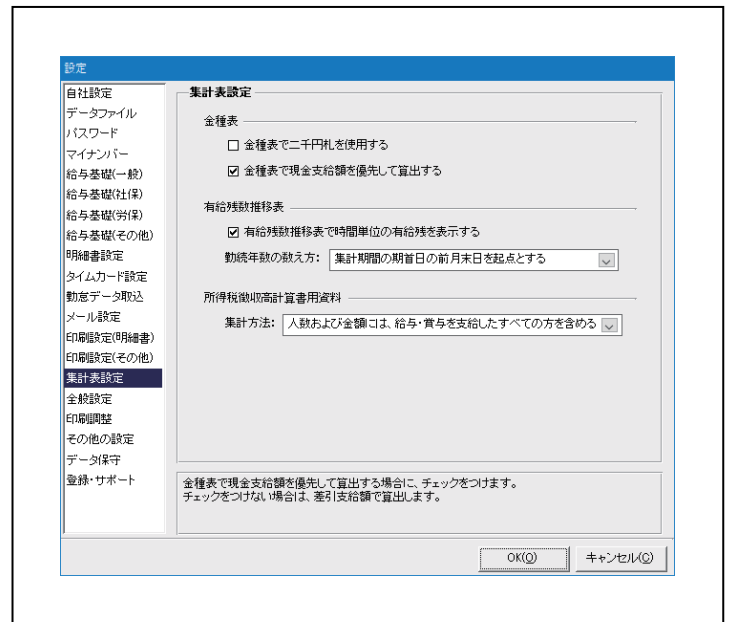 設定
自社設定
データファイル
パスワード
マイナンバー
給与基礎(一般)
給与基礎(社保)
給与基礎(労保)
給与基礎(その他)
明細書設定
タイムカード設定
勤怠データ取込
メール設定
印刷設定(明細書)
印刷設定(その他)
集計表設定
全般設定
印刷調整
その他の設定
データ保守
登録・サポート
集計表設定
金種表
金種表で二千円札を使用する
金種表で現金支給額を優先して算出する
有給残数推移表
有給残数推移表で時間単位の有給残を表示する
勤続年数の数え方: 集計期間の期首日の前月末日を起点とする
所得税徴収高計算書用資料
集計方法: 人数および金額には、給与・賞与を支給したすべての方を含める
金種表で現金支給額を優先して算出する場合に、チェックをつけます。
チェックをつけない場合は、差引支給額で算出します。
OK(O) キャンセル(C)